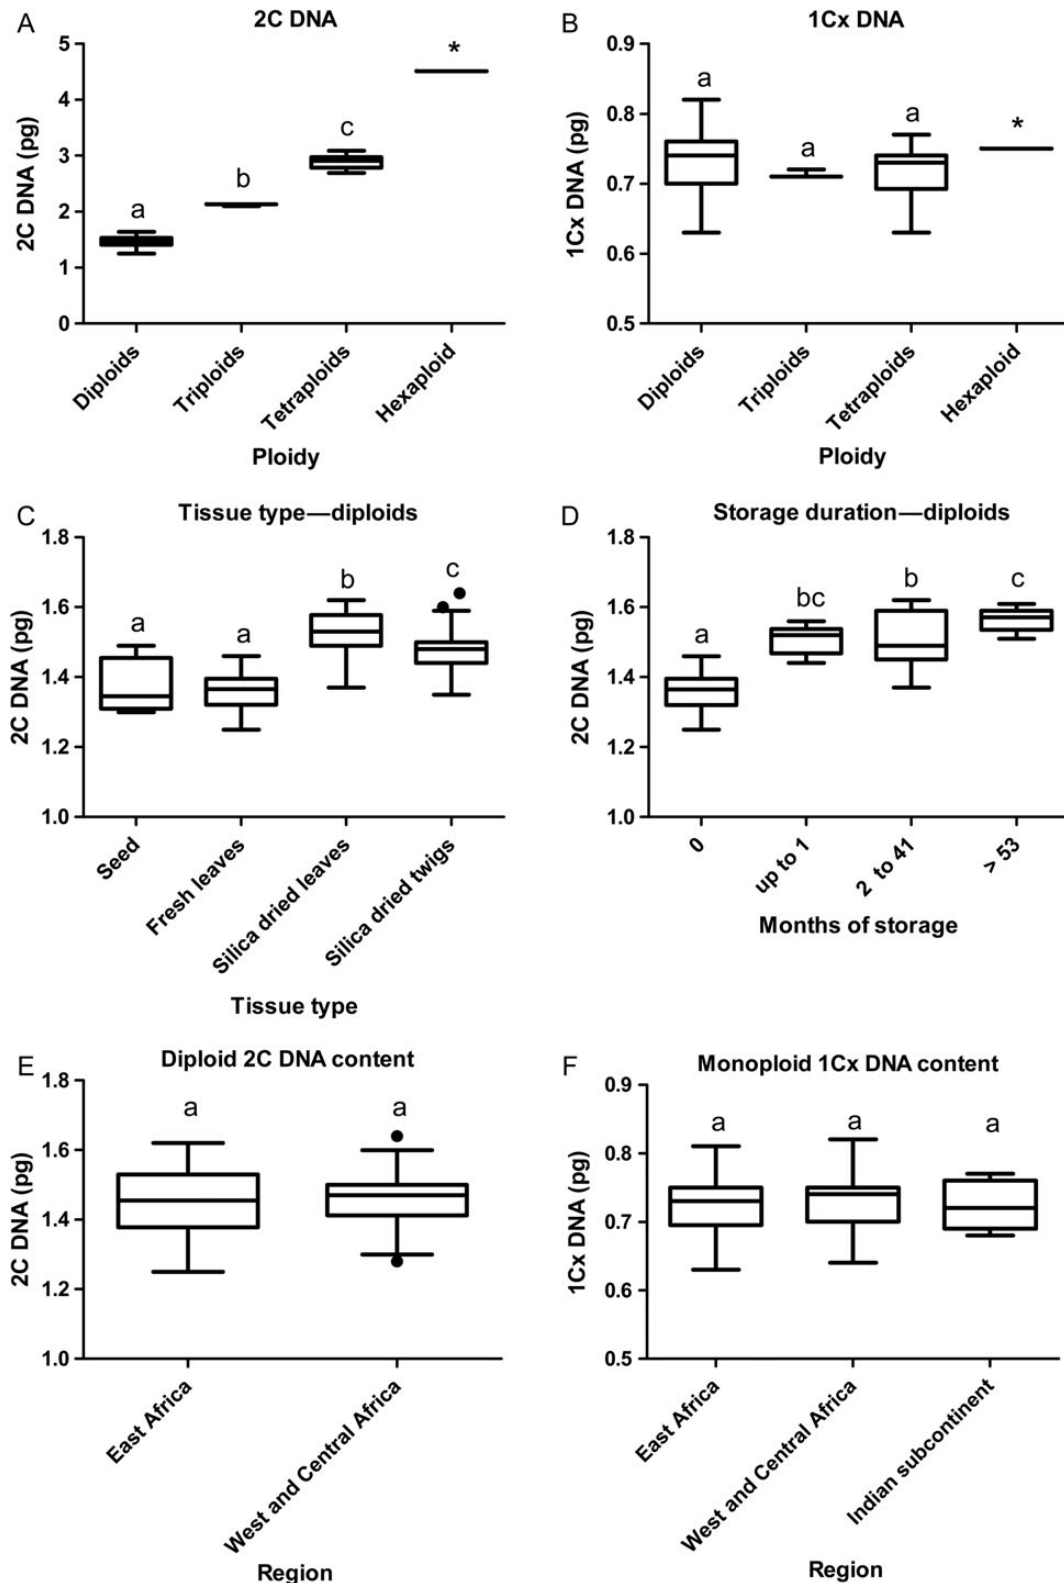 A
2C DNA
5
4
3
2
1
0
2C DNA (pg)
a
b
c
*
Diploids
Triploids
Tetraploids
Hexaploid
Ploidy
B
1Cx DNA
0.9
0.8
0.7
0.6
0.5
1Cx DNA (pg)
a
a
a
*
Diploids
Triploids
Tetraploids
Hexaploid
Ploidy
C
Tissue type—diploids
1.8
1.6
1.4
1.2
1.0
2C DNA (pg)
a
a
b
c
Seed
Fresh leaves
Silica dried leaves
Silica dried twigs
Tissue type
D
Storage duration—diploids
1.8
1.6
1.4
1.2
1.0
2C DNA (pg)
a
bc
b
c
0
up to 1
2 to 41
> 53
Months of storage
E
Diploid 2C DNA content
1.8
1.6
1.4
1.2
1.0
2C DNA (pg)
a
a
East Africa
West and Central Africa
Region
F
Monoploid 1Cx DNA content
0.9
0.8
0.7
0.6
0.5
1Cx DNA (pg)
a
a
a
East Africa
West and Central Africa
Indian subcontinent
Region